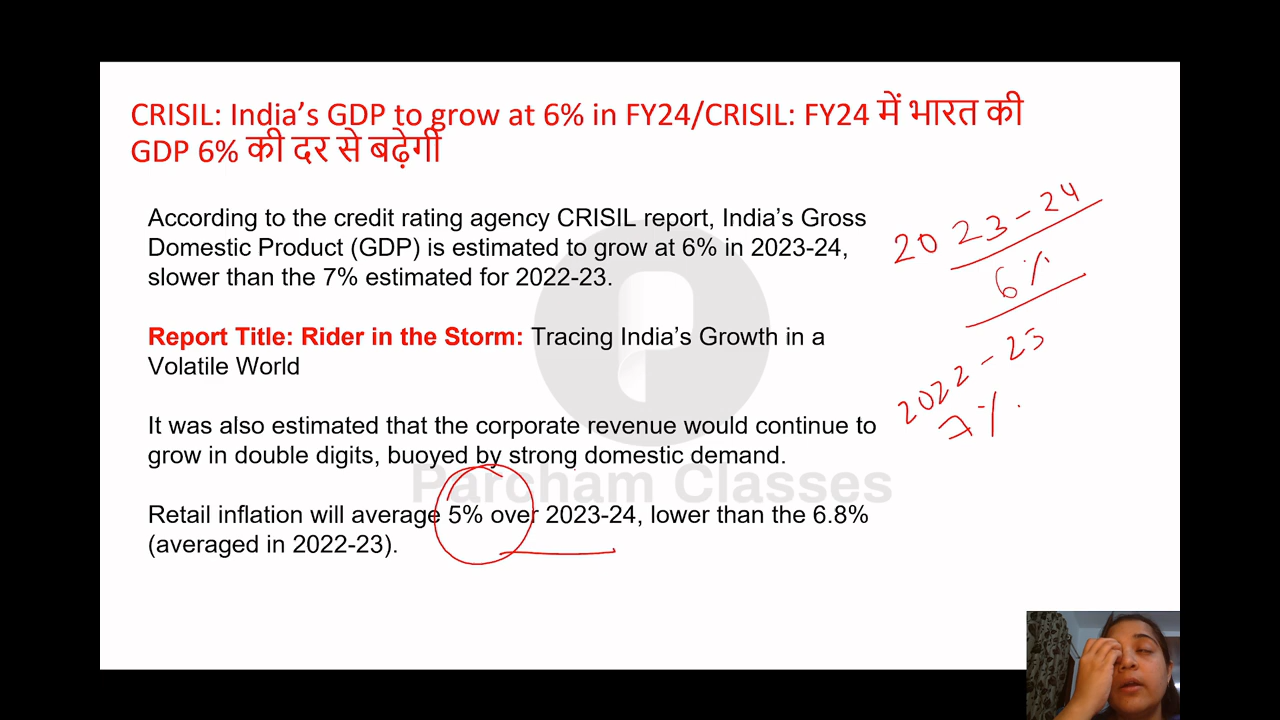 CRISIL: India’s GDP to grow at 6% in FY24/CRISIL: FY24 में भारत की
GDP 6% की दर से बढ़ेगी
According to the credit rating agency CRISIL report, India’s Gross
Domestic Product (GDP) is estimated to grow at 6% in 2023-24,
slower than the 7% estimated for 2022-23.
Report Title: Rider in the Storm: Tracing India’s Growth in a
Volatile World
It was also estimated that the corporate revenue would continue to
grow in double digits, buoyed by strong domestic demand.
Parcham Classes
Retail inflation will average 5% over 2023-24, lower than the 6.8%
(averaged in 2022-23).
2023-24
6%
2022-23
7%